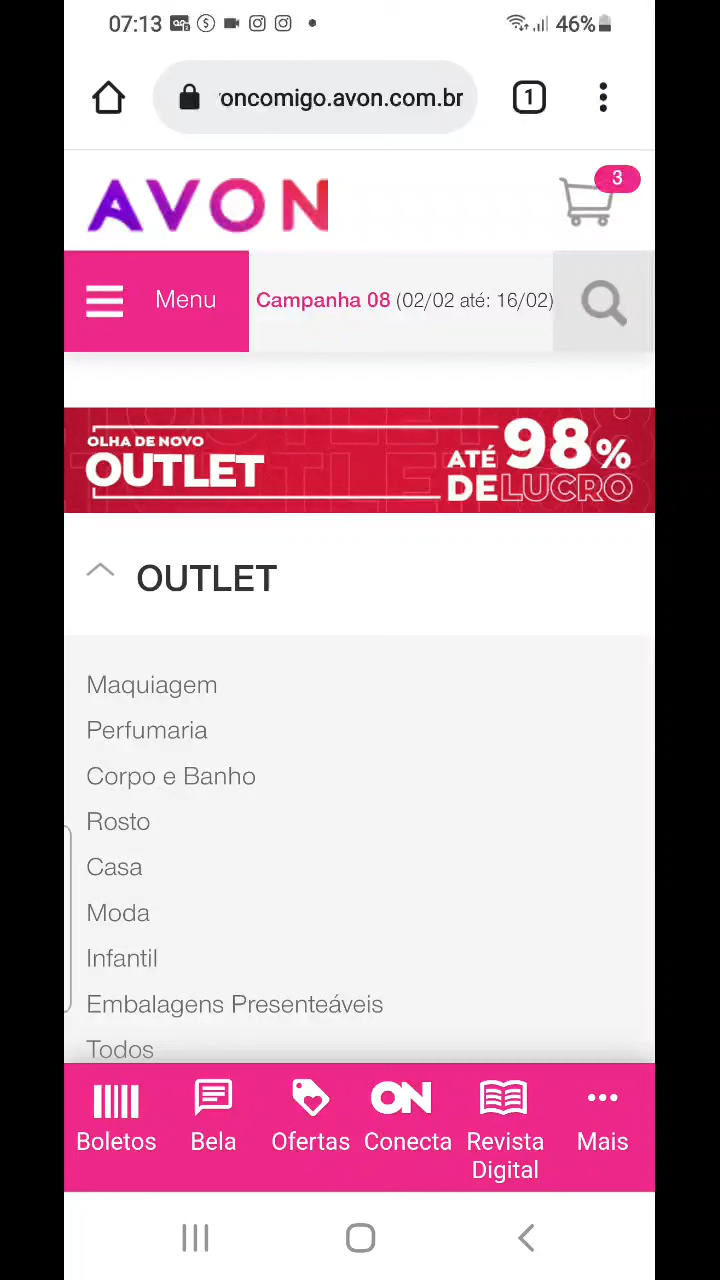 07:13 46%
voncomigo.avon.com.br 1
AVON 3
Menu Campanha 08 (02/02 até: 16/02)
OLHA DE NOVO
OUTLET
ATÉ 98%
DE LUCRO
OUTLET
Maquiagem
Perfumaria
Corpo e Banho
Rosto
Casa
Moda
Infantil
Embalagens Presenteáveis
Todos
Boletos Bela Ofertas ON Conecta Revista Digital Mais